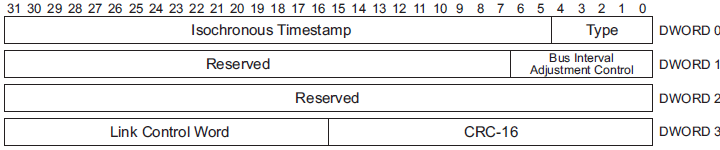 31 30 29 28 27 26 25 24 23 22 21 20 19 18 17 16 15 14 13 12 11 10 9 8 7 6 5 4 3 2 1 0
Isochronous Timestamp Type DWORD 0
Reserved Bus Interval Adjustment Control DWORD 1
Reserved DWORD 2
Link Control Word CRC-16 DWORD 3